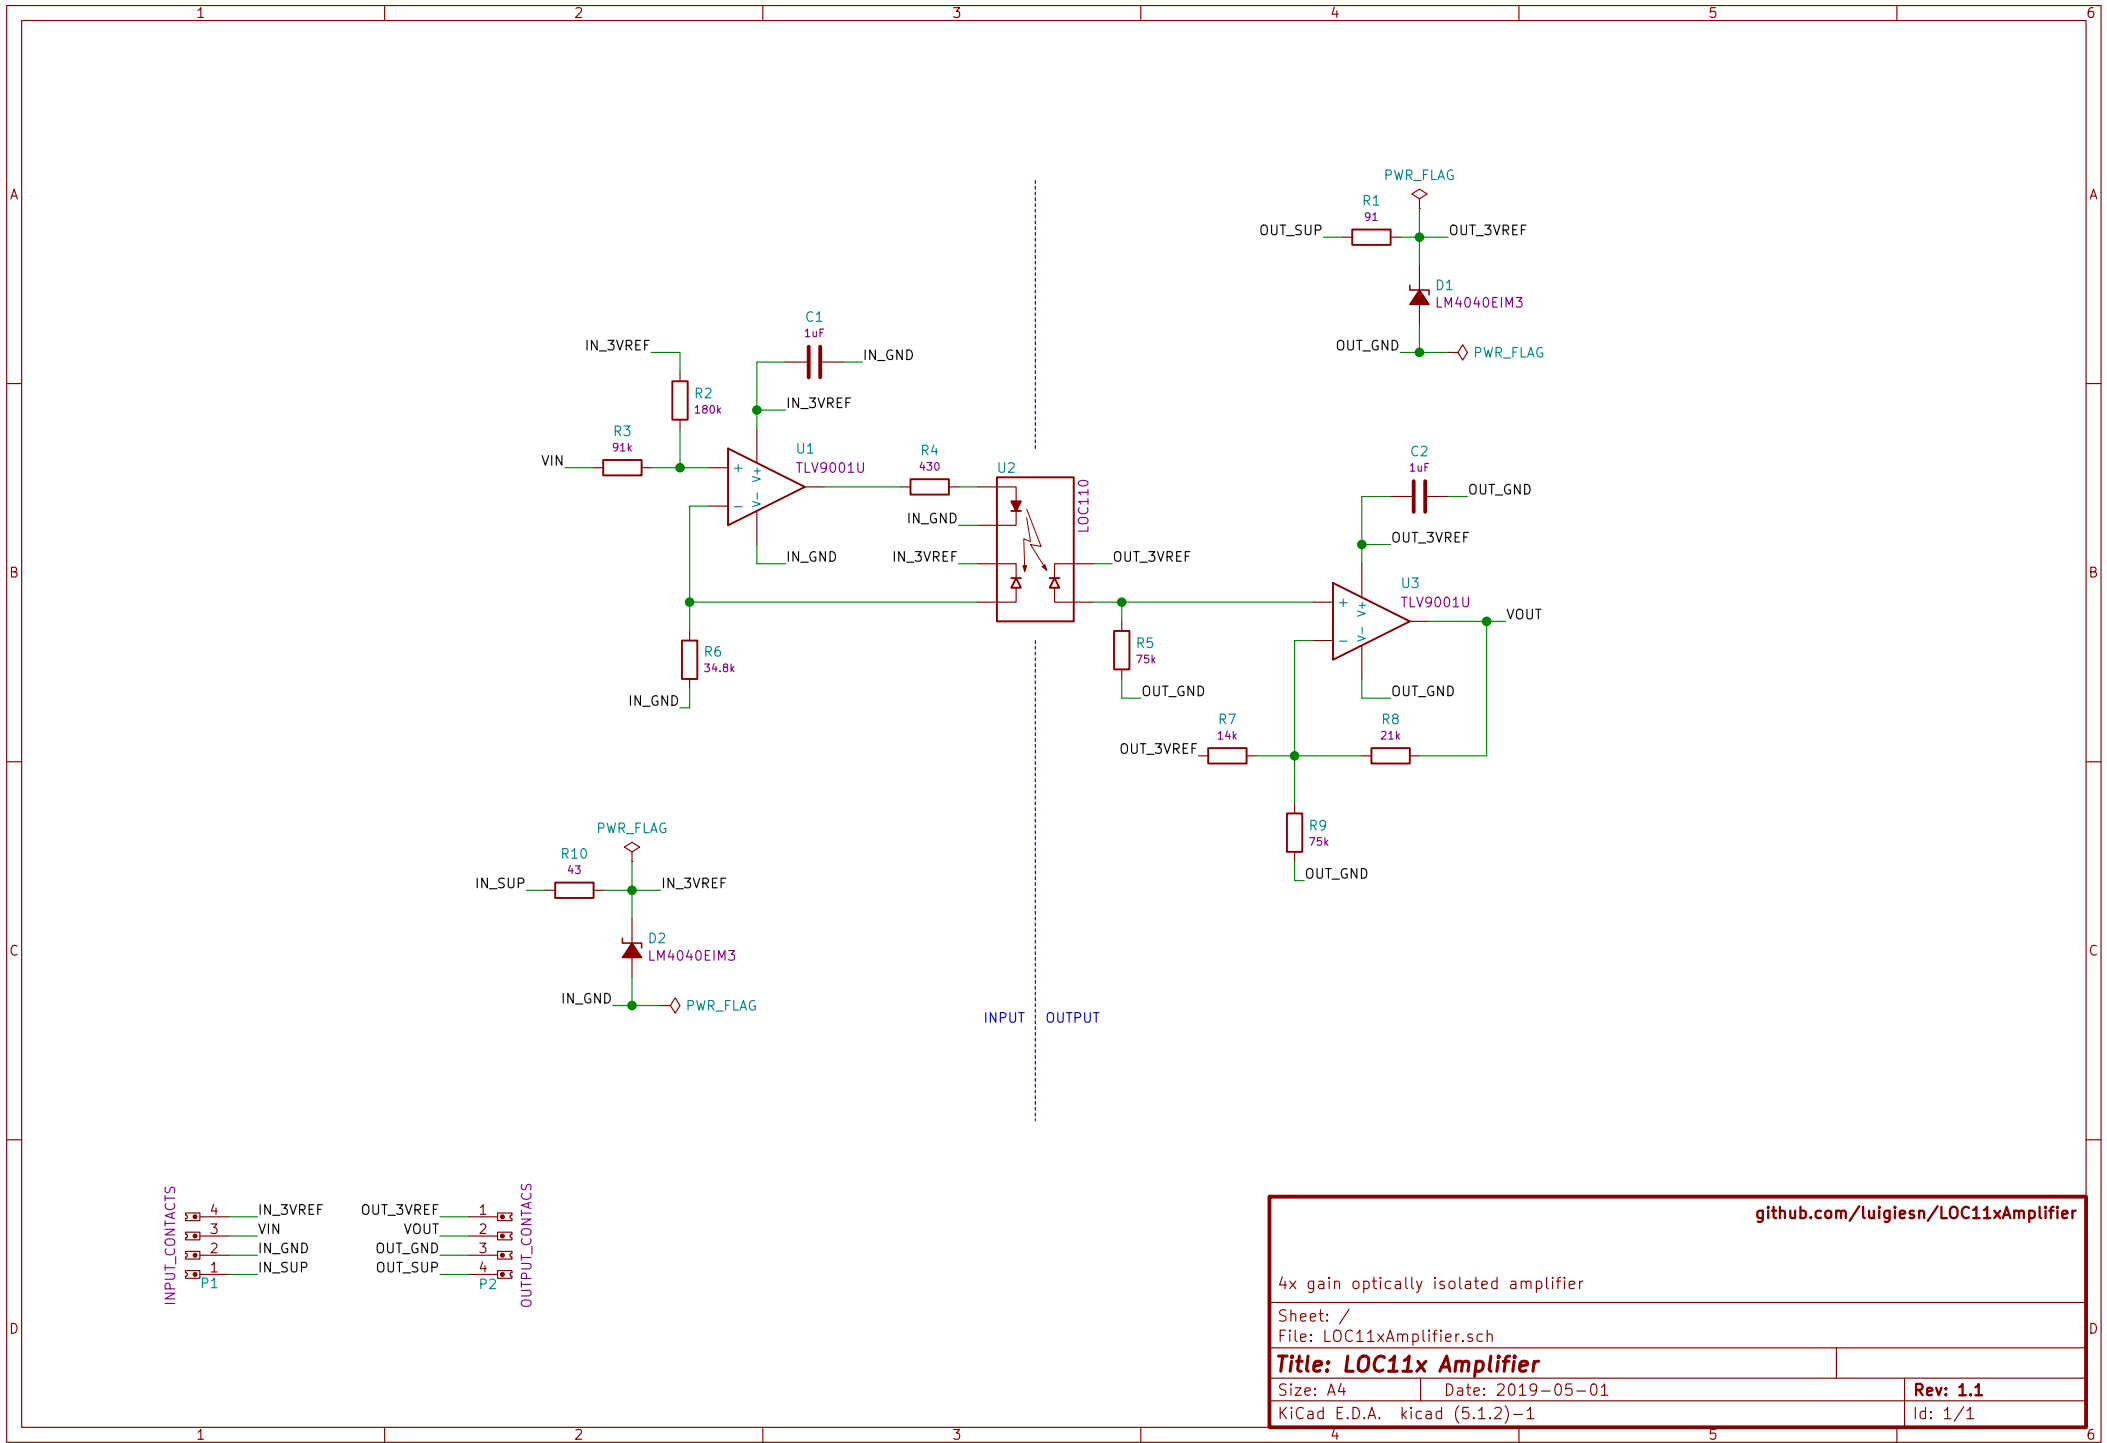 1 2 3 4 5 6
A A
PWR_FLAG
R1
91
OUT_SUP OUT_3VREF
D1
LM4040EIM3
OUT_GND PWR_FLAG
C1
1uF
IN_3VREF IN_GND
R2
180k
IN_3VREF
R3
91k
VIN
+
-
V+
V-
U1
TLV9001U
R4
430
U2
LOC110
IN_GND
IN_3VREF
IN_GND
OUT_3VREF
C2
1uF
OUT_GND
OUT_3VREF
B B
+
-
V+
V-
U3
TLV9001U
VOUT
R6
34.8k
IN_GND
R5
75k
OUT_GND
OUT_GND
R7
14k
OUT_3VREF
R8
21k
R9
75k
OUT_GND
PWR_FLAG
R10
43
IN_SUP IN_3VREF
D2
LM4040EIM3
IN_GND PWR_FLAG
C C
INPUT OUTPUT
INPUT_CONTACTS
4 IN_3VREF
3 VIN
2 IN_GND
1 IN_SUP
P1
OUT_3VREF 1
VOUT 2
OUT_GND 3
OUT_SUP 4
P2
OUTPUT_CONTACS
github.com/luigiesn/LOC11xAmplifier
4x gain optically isolated amplifier
Sheet: /
File: LOC11xAmplifier.sch
D D
Title: LOC11x Amplifier
Size: A4 Date: 2019-05-01 Rev: 1.1
KiCad E.D.A. kicad (5.1.2)-1 Id: 1/1
1 2 3 4 5 6